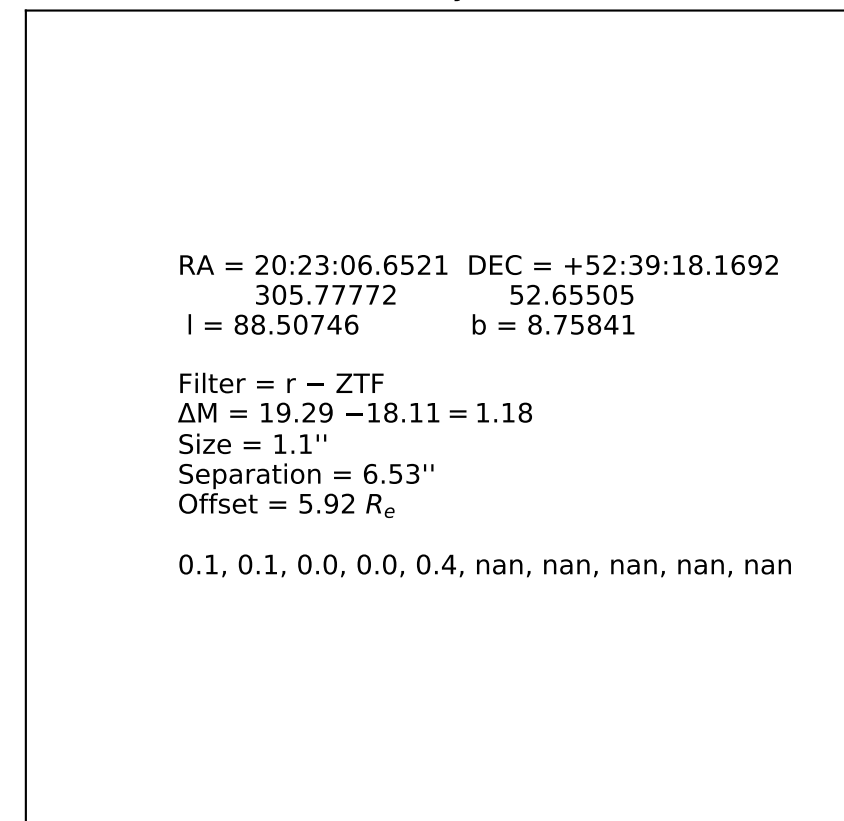 RA = 20:23:06.6521  DEC = +52:39:18.1692
305.77772  52.65505
l = 88.50746  b = 8.75841
Filter = r − ZTF
ΔM = 19.29 −18.11 = 1.18
Size = 1.1''
Separation = 6.53''
Offset = 5.92 Rₑ
0.1, 0.1, 0.0, 0.0, 0.4, nan, nan, nan, nan, nan